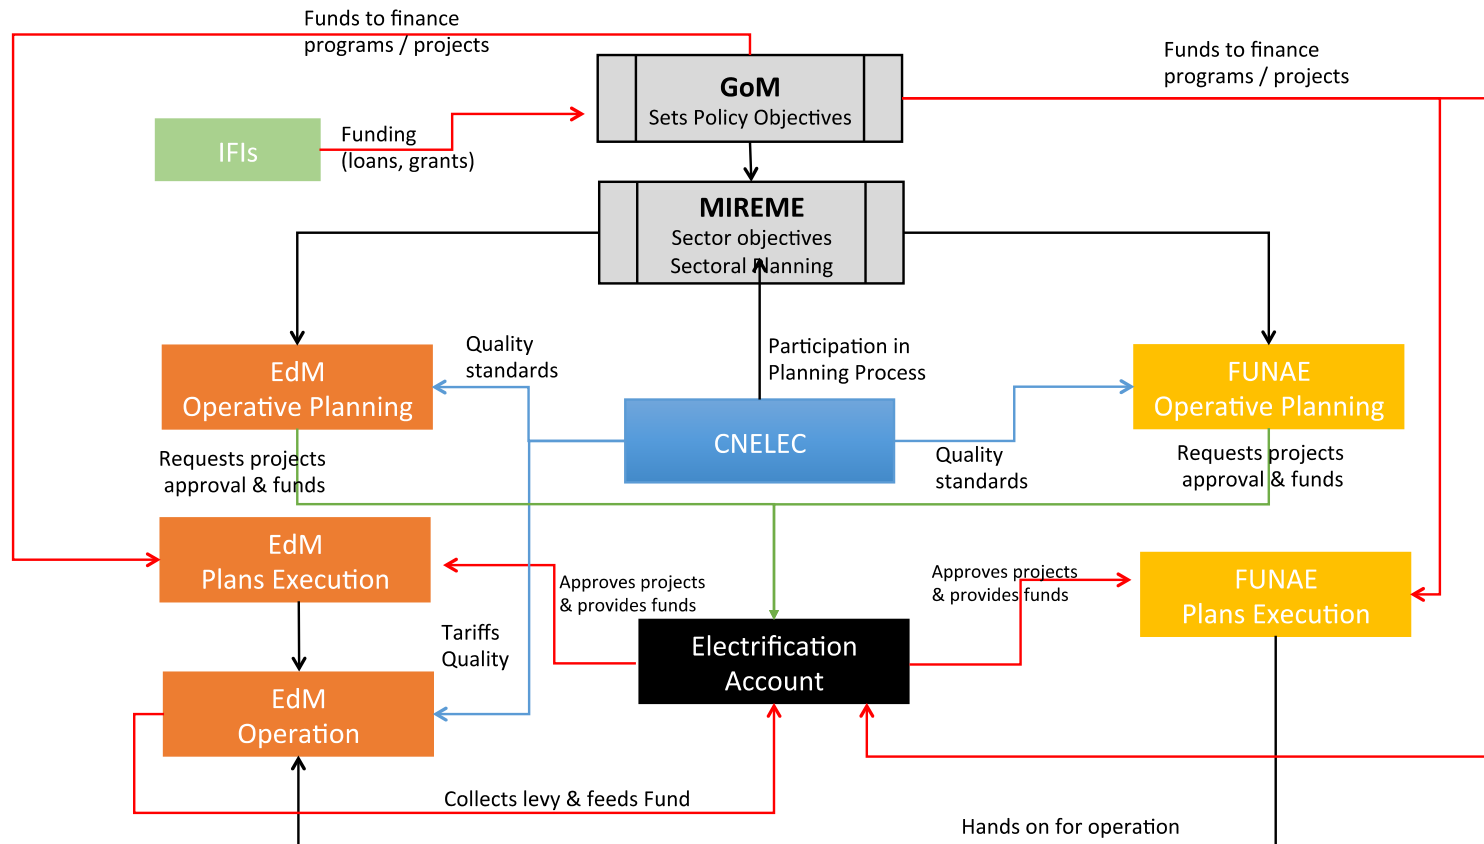 Funds to finance
programs / projects
Funds to finance
programs / projects
GoM
Sets Policy Objectives
IFIs
Funding
(loans, grants)
MIREME
Sector objectives
Sectoral Planning
Quality
standards
Participation in
Planning Process
EdM
Operative Planning
FUNAE
Operative Planning
CNELEC
Quality
standards
Requests projects
approval & funds
Requests projects
approval & funds
EdM
Plans Execution
Approves projects
& provides funds
Approves projects
& provides funds
FUNAE
Plans Execution
Tariffs
Quality
Electrification
Account
EdM
Operation
Collects levy & feeds Fund
Hands on for operation